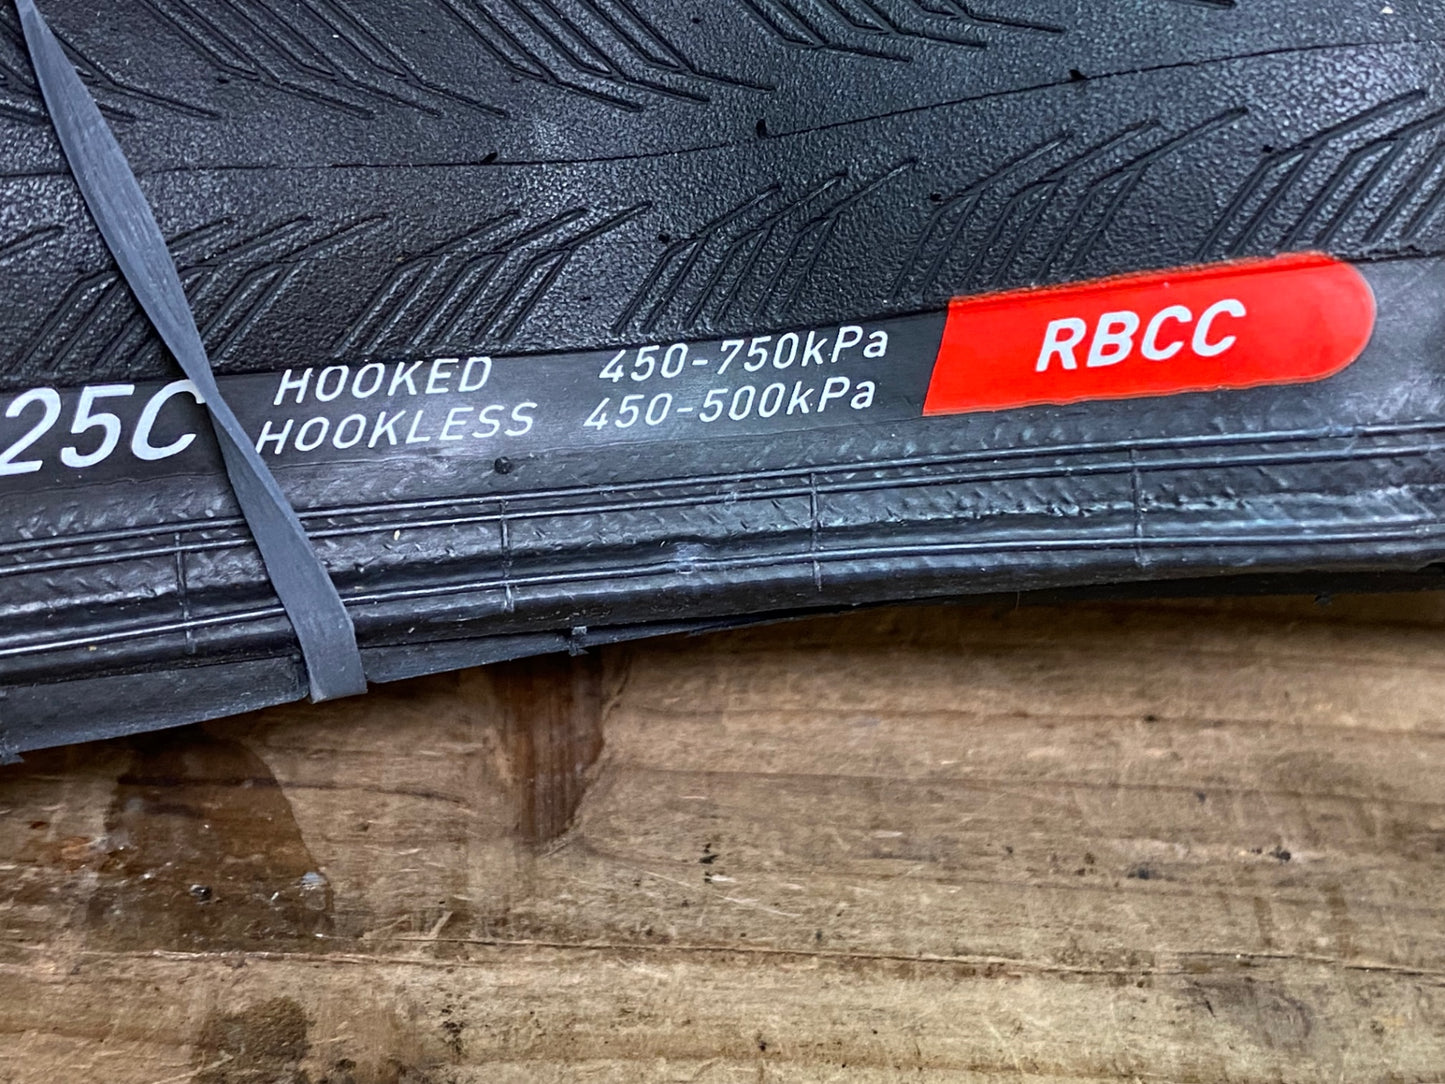 25C
HOOKED 450-750kPa
HOOKLESS 450-500kPa
RBCC